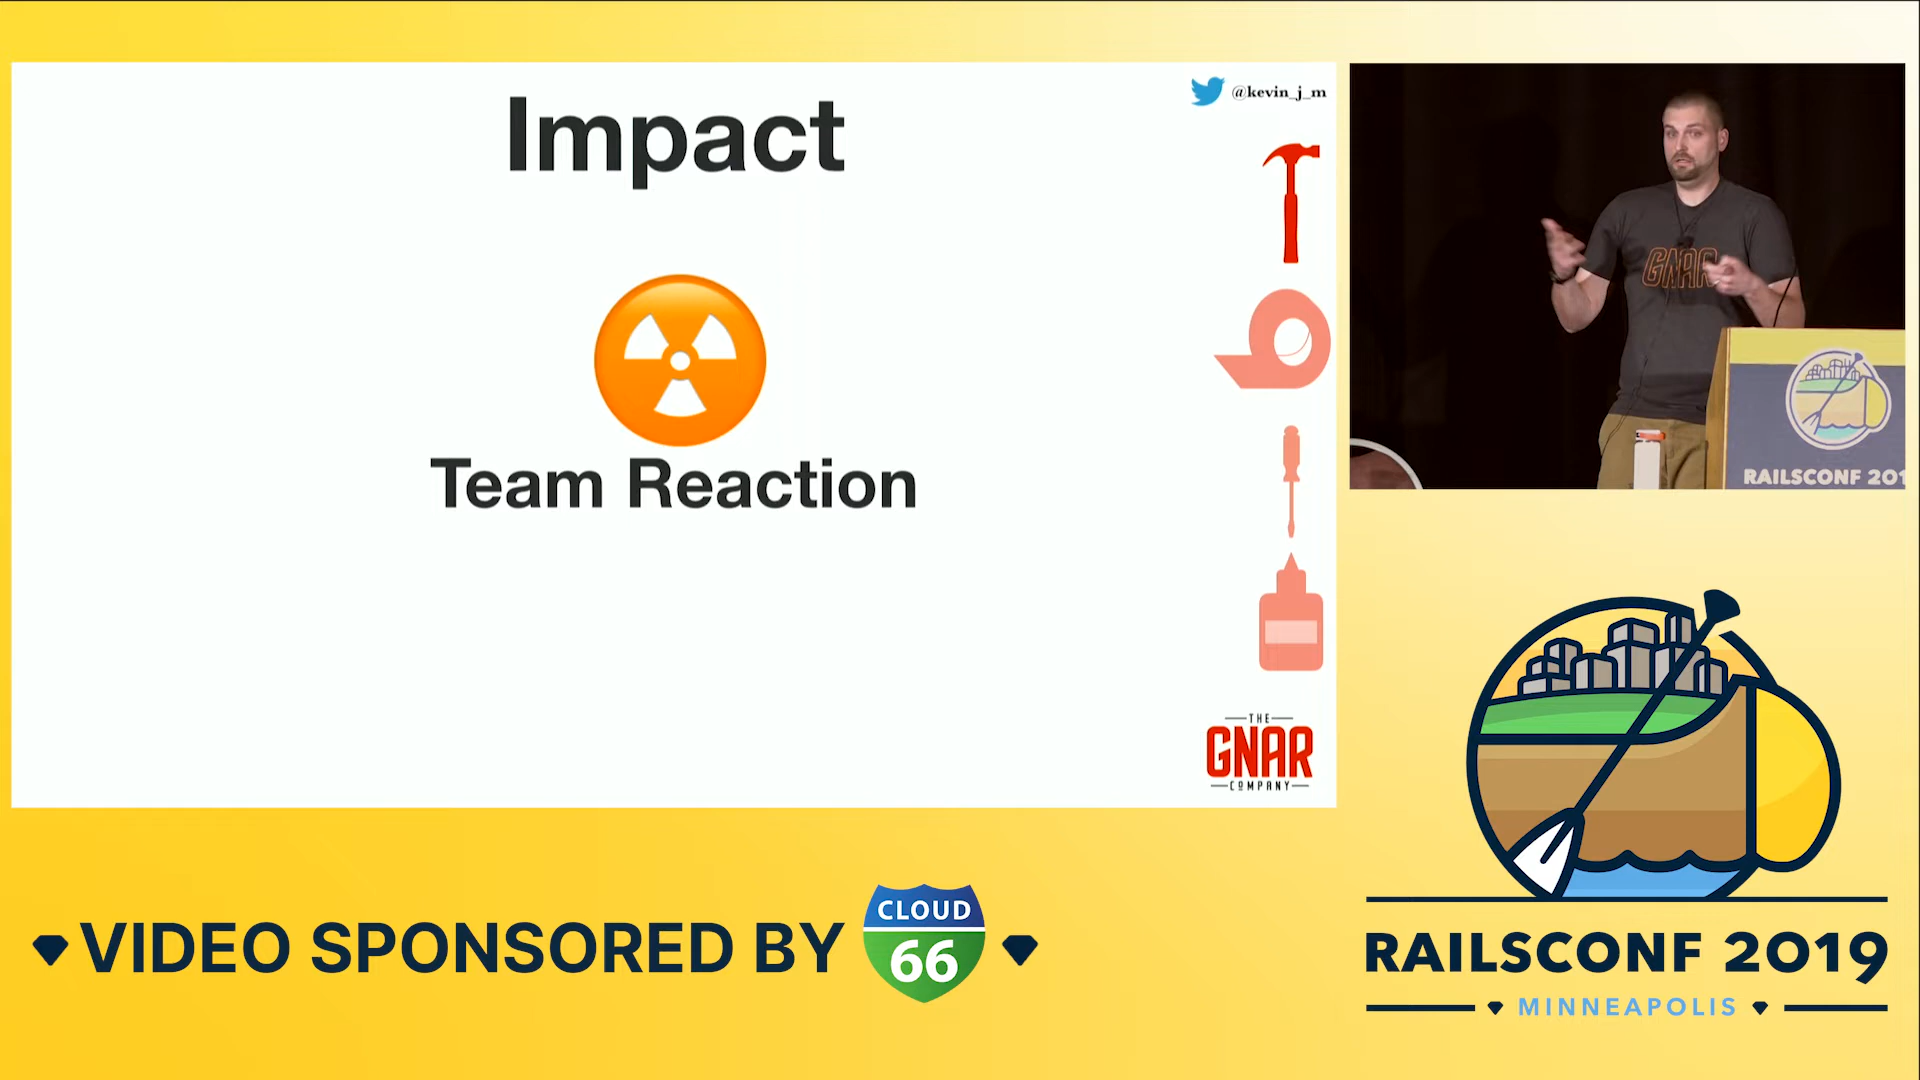 Impact
@kevin_j_m
Team Reaction
THE
GNAR
COMPANY
GNAR
RAILSCONF 201
VIDEO SPONSORED BY
CLOUD
66
RAILSCONF 2019
MINNEAPOLIS